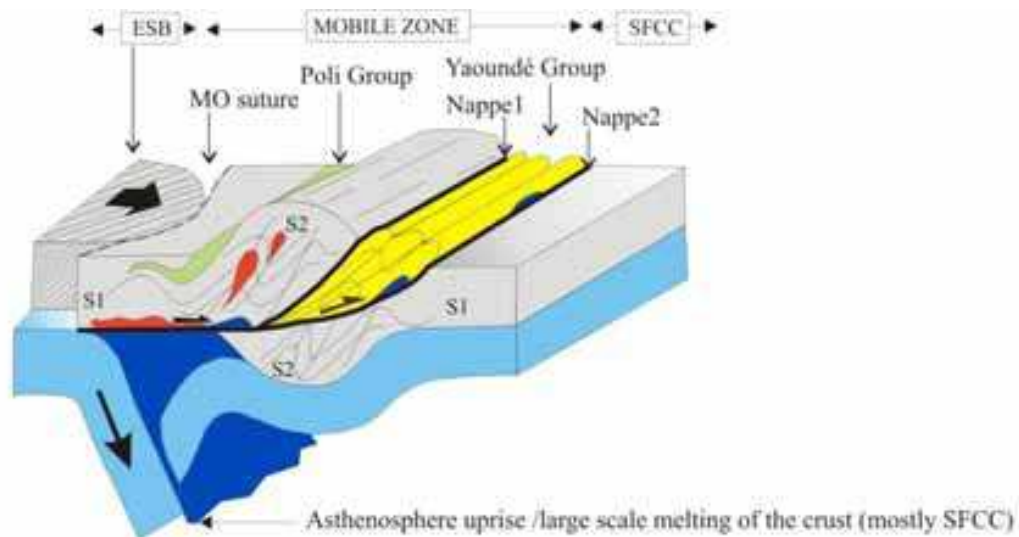 ESB MOBILE ZONE SFCC
Poli Group
Yaoundé Group
MO suture
Nappe1
Nappe2
S2
S1
S1
S2
Asthenosphere uprise /large scale melting of the crust (mostly SFCC)